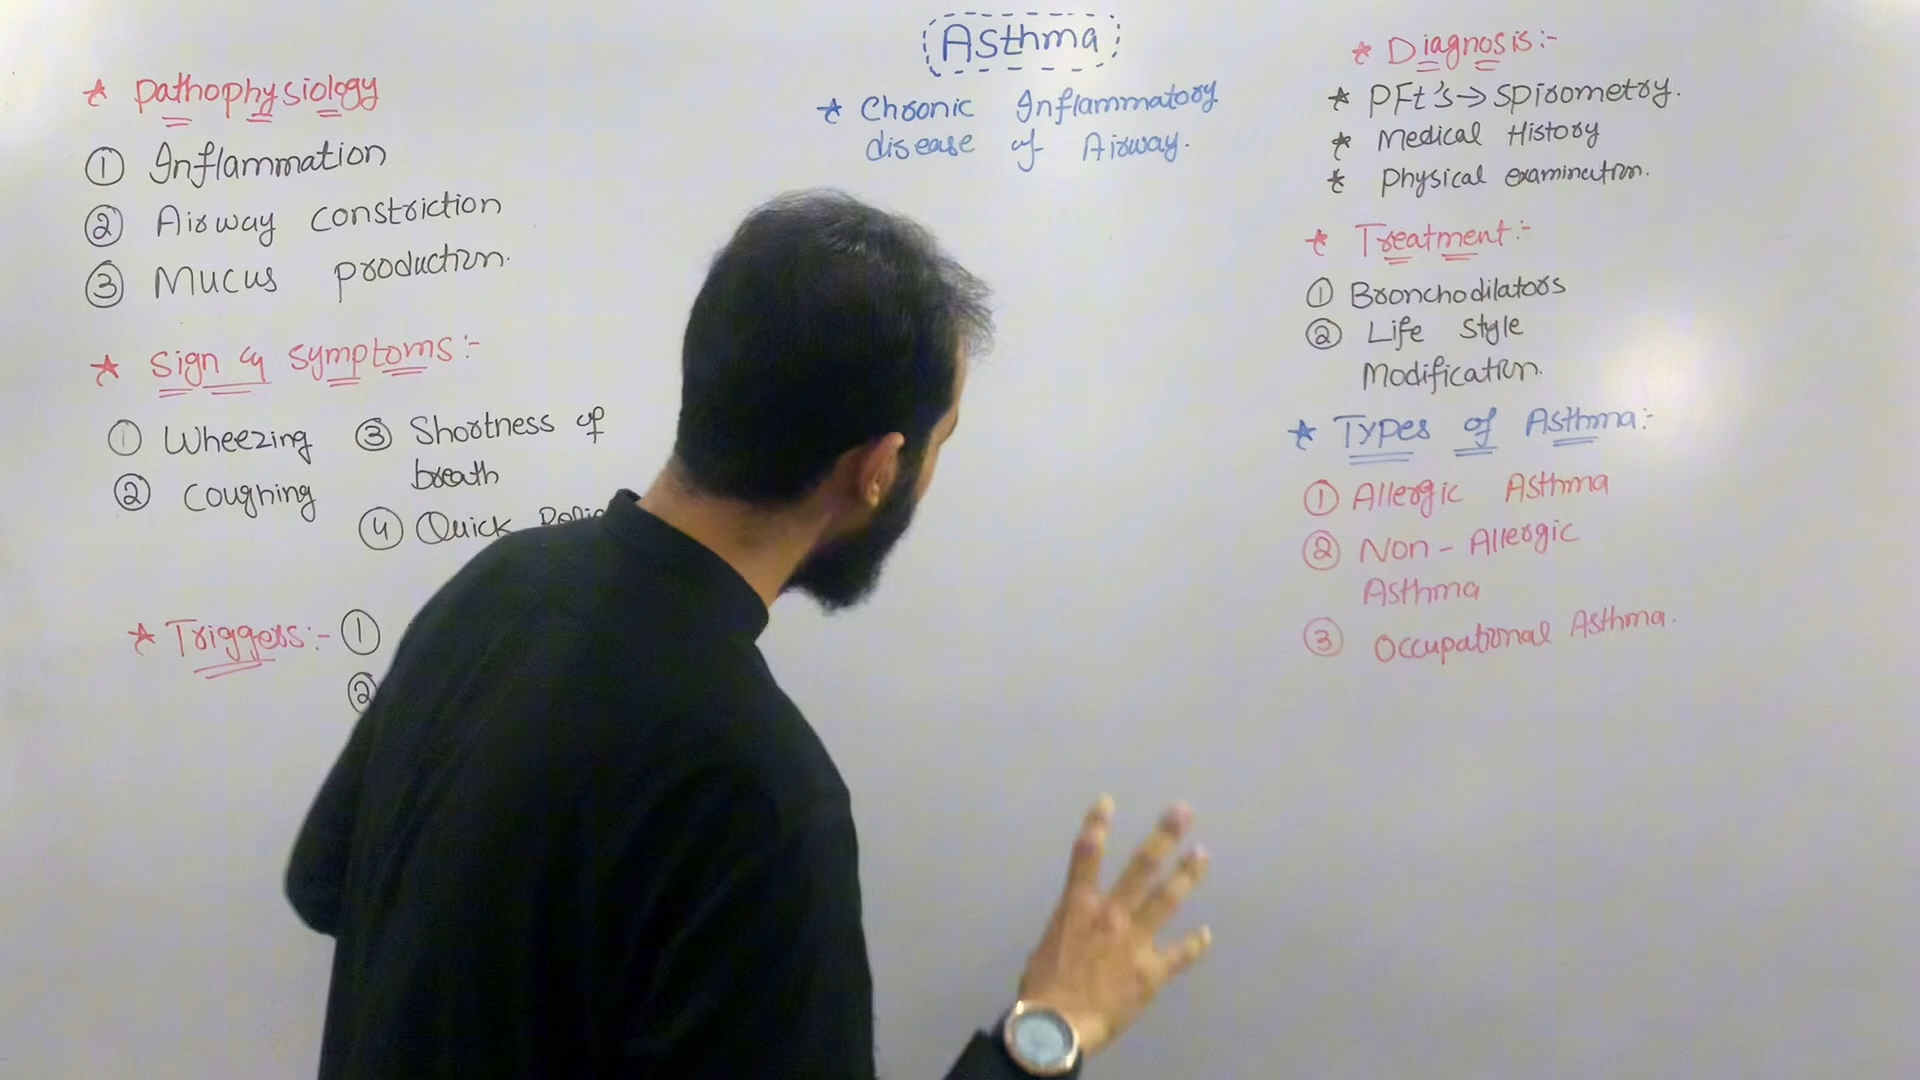 Asthma
* Chronic Inflammatory
disease of Airway.
* Pathophysiology
① Inflammation
② Airway constriction
③ Mucus production.
* Sign & Symptoms:-
① Wheezing
② Coughing
③ Shortness of
breath
④ Quick
* Triggers:- ①
②
* Diagnosis:-
* PFt's→ Spirometry.
* Medical History
* Physical examination.
* Treatment:-
① Bronchodilators
② Life Style
Modification.
* Types of Asthma:-
① Allergic Asthma
② Non-Allergic
Asthma
③ Occupational Asthma.